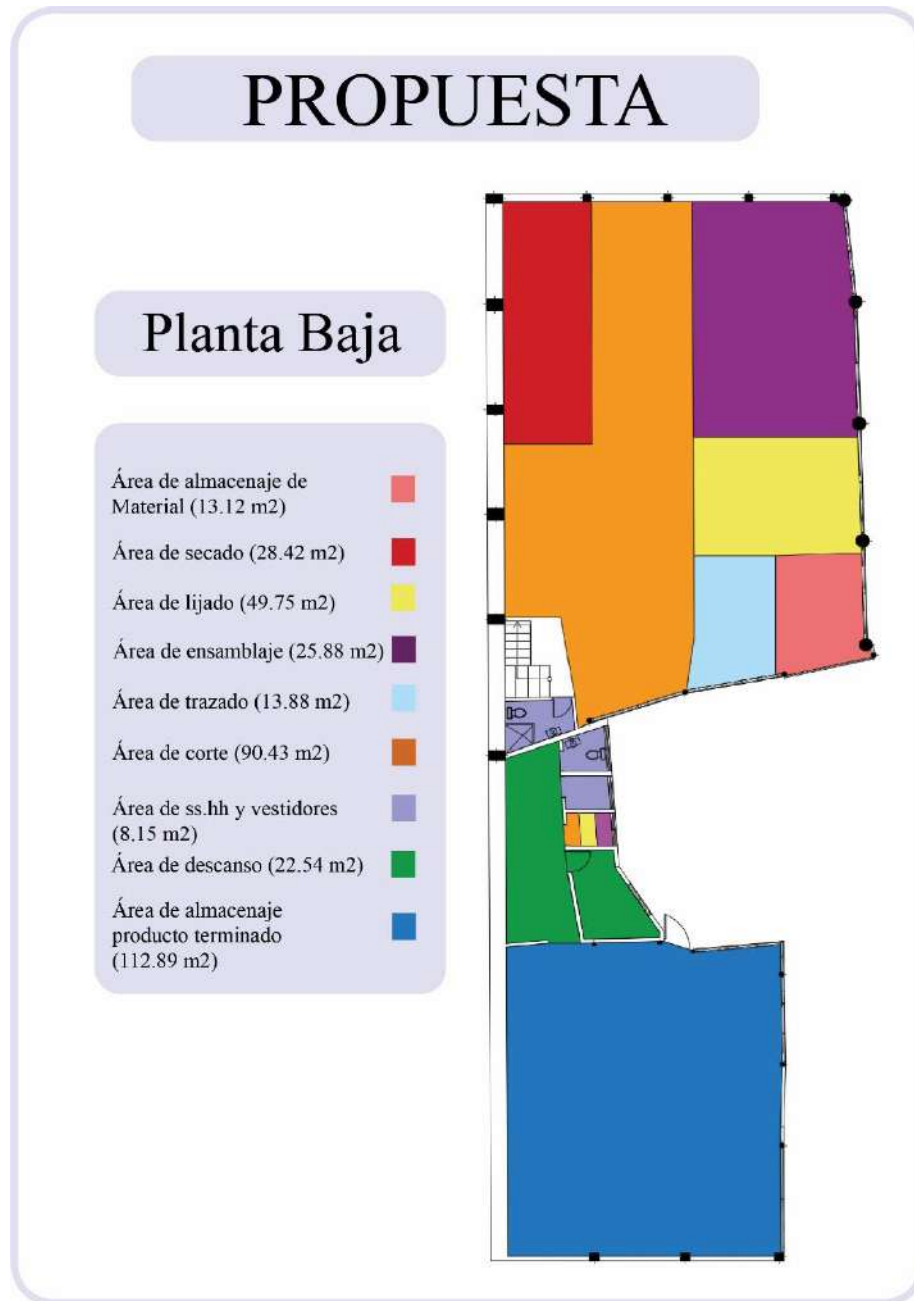 PROPUESTA
Planta Baja
Área de almacenaje de
Material (13.12 m2)
Área de secado (28.42 m2)
Área de lijado (49.75 m2)
Área de ensamblaje (25.88 m2)
Área de trazado (13.88 m2)
Área de corte (90.43 m2)
Área de ss.hh y vestidores
(8.15 m2)
Área de descanso (22.54 m2)
Área de almacenaje
producto terminado
(112.89 m2)